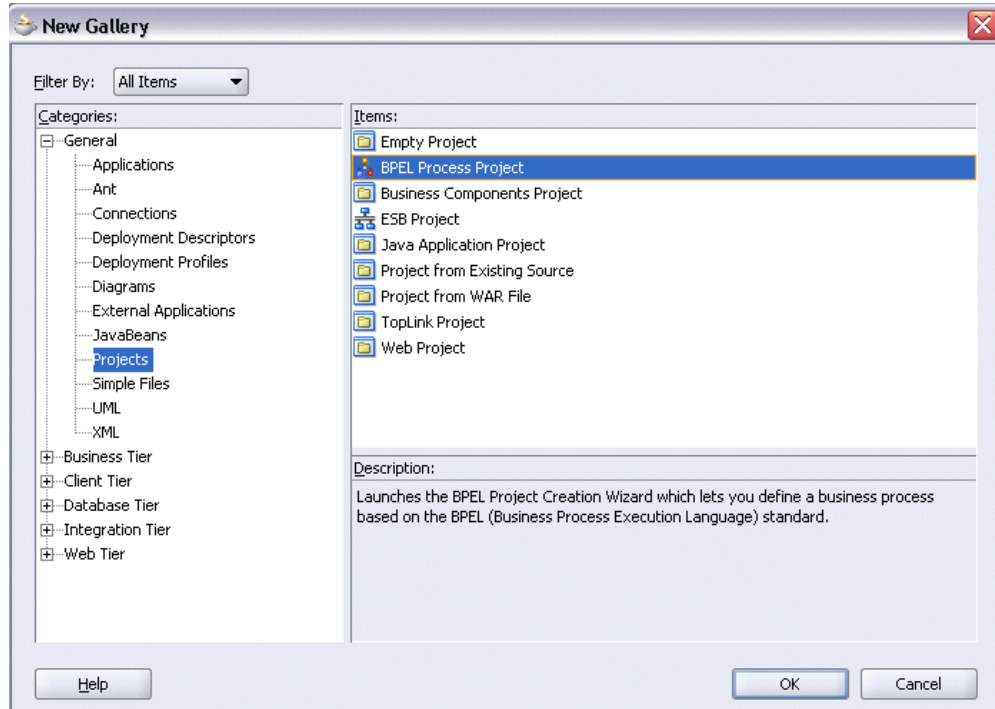 New Gallery
Filter By: All Items
Categories:
General
Applications
Ant
Connections
Deployment Descriptors
Deployment Profiles
Diagrams
External Applications
JavaBeans
Projects
Simple Files
UML
XML
Business Tier
Client Tier
Database Tier
Integration Tier
Web Tier
Items:
Empty Project
BPEL Process Project
Business Components Project
ESB Project
Java Application Project
Project from Existing Source
Project from WAR File
TopLink Project
Web Project
Description:
Launches the BPEL Project Creation Wizard which lets you define a business process
based on the BPEL (Business Process Execution Language) standard.
Help
OK
Cancel